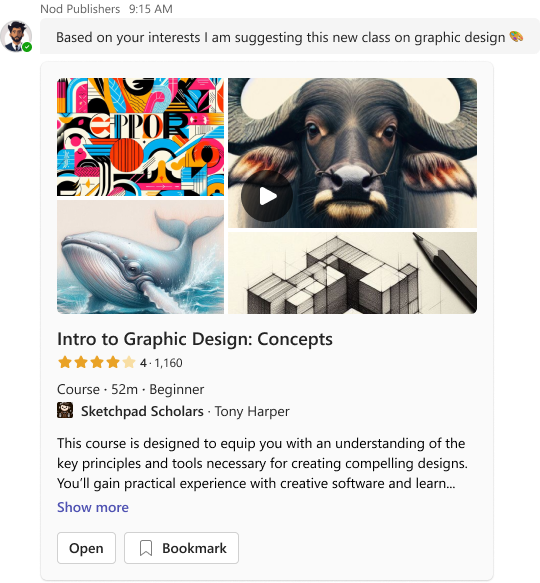 Nod Publishers 9:15 AM
Based on your interests I am suggesting this new class on graphic design 🎨
EPPOR
Intro to Graphic Design: Concepts
4 · 1,160
Course · 52m · Beginner
Sketchpad Scholars · Tony Harper
This course is designed to equip you with an understanding of the
key principles and tools necessary for creating compelling designs.
You’ll gain practical experience with creative software and learn...
Show more
Open
Bookmark